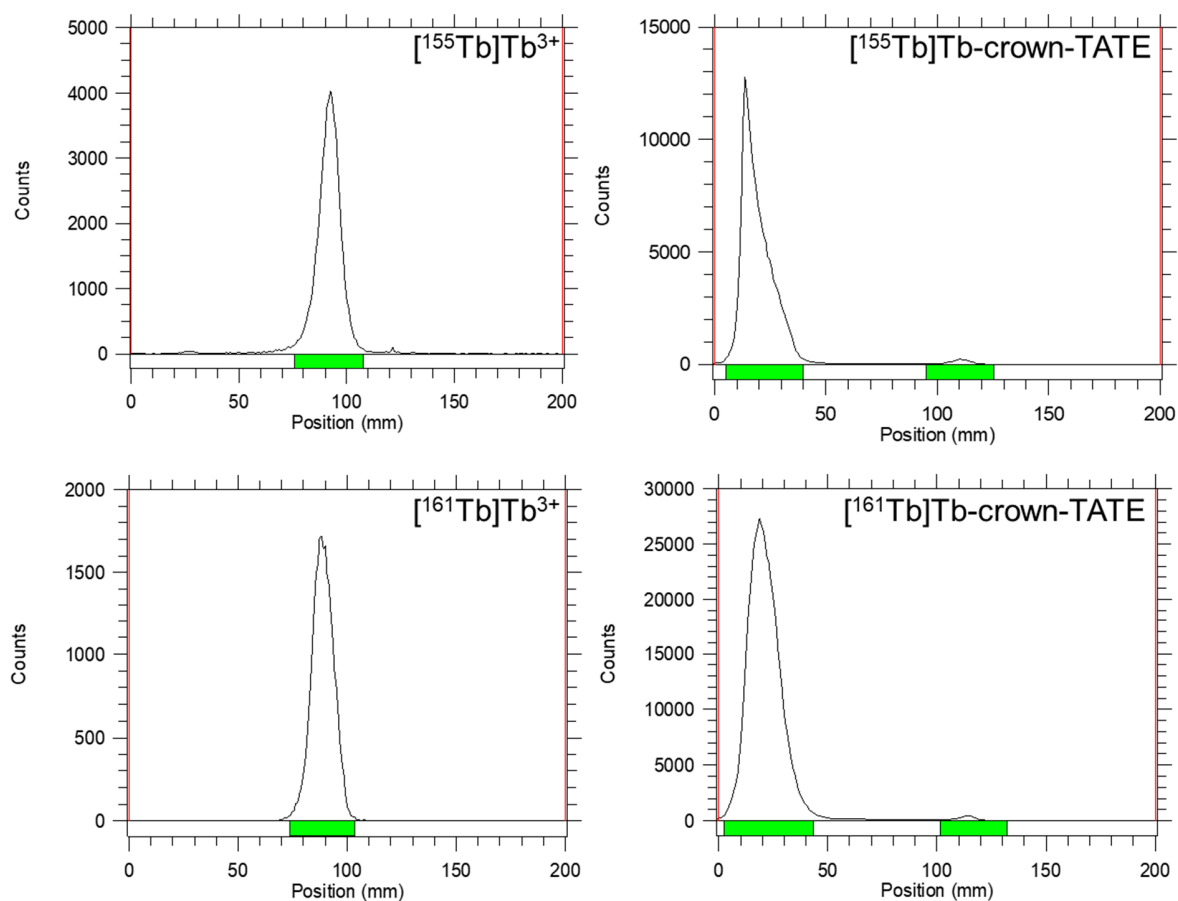 [¹⁵⁵Tb]Tb³⁺
5000
4000
3000
2000
1000
0
Counts
0 50 100 150 200
Position (mm)
[¹⁵⁵Tb]Tb-crown-TATE
15000
10000
5000
0
Counts
0 50 100 150 200
Position (mm)
[¹⁶¹Tb]Tb³⁺
2000
1500
1000
500
0
Counts
0 50 100 150 200
Position (mm)
[¹⁶¹Tb]Tb-crown-TATE
30000
25000
20000
15000
10000
5000
0
Counts
0 50 100 150 200
Position (mm)